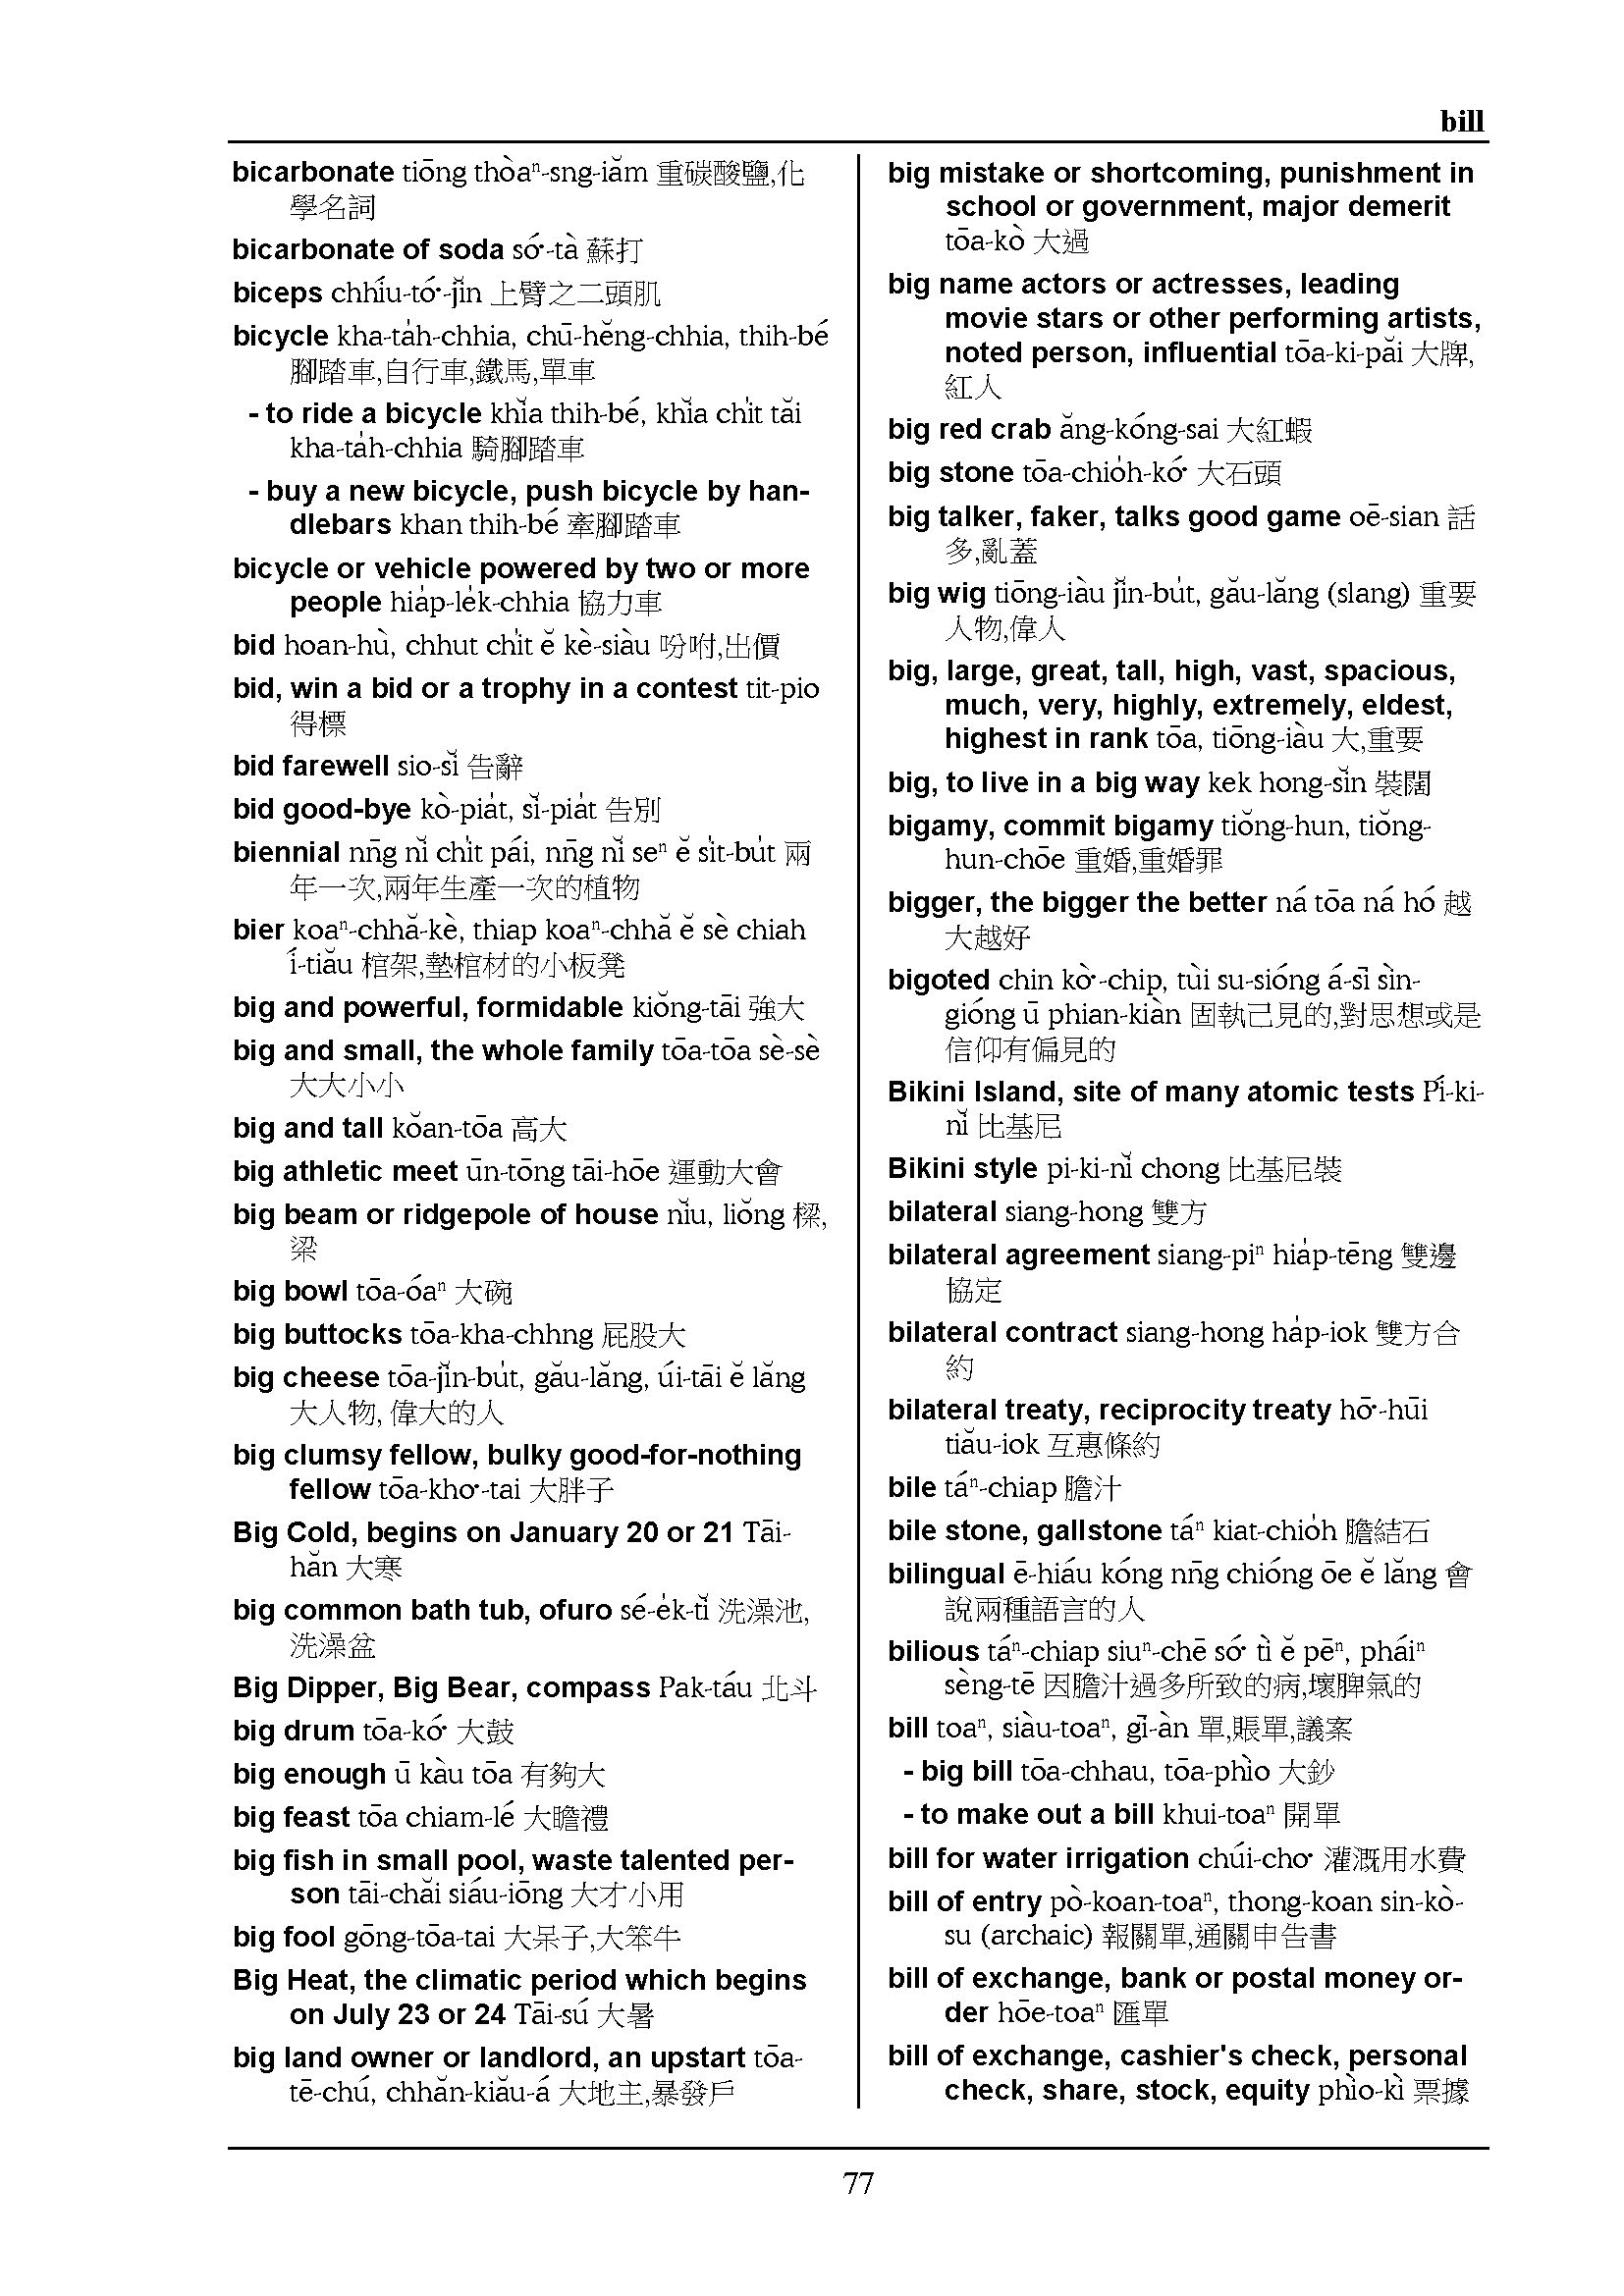 bill
bicarbonate tiōng thòaⁿ-sng-iăm 重碳酸鹽,化
學名詞
bicarbonate of soda só͘-tà 蘇打
biceps chhíu-tó͘-jĭn 上臂之二頭肌
bicycle kha-ta̍h-chhia, chū-hĕng-chhia, thih-bé
腳踏車,自行車,鐵馬,單車
- to ride a bicycle khĭa thih-bé, khĭa chi̍t tăi
kha-ta̍h-chhia 騎腳踏車
- buy a new bicycle, push bicycle by han-
dlebars khan thih-bé 牽腳踏車
bicycle or vehicle powered by two or more
people hia̍p-le̍k-chhia 協力車
bid hoan-hù, chhut chi̍t ĕ kè-siàu 吩咐,出價
bid, win a bid or a trophy in a contest tit-pio
得標
bid farewell sio-sĭ 告辭
bid good-bye kò-pia̍t, sĭ-pia̍t 告別
biennial nn̄g nĭ chi̍t pái, nn̄g nĭ seⁿ ĕ si̍t-bu̍t 兩
年一次,兩年生產一次的植物
bier koaⁿ-chhă-kè, thiap koaⁿ-chhă ĕ sè chiah
í-tiău 棺架,墊棺材的小板凳
big and powerful, formidable kiŏng-tāi 強大
big and small, the whole family tōa-tōa sè-sè
大大小小
big and tall kŏan-tōa 高大
big athletic meet ūn-tōng tāi-hōe 運動大會
big beam or ridgepole of house nĭu, liŏng 樑,
梁
big bowl tōa-óaⁿ 大碗
big buttocks tōa-kha-chhng 屁股大
big cheese tōa-jĭn-bu̍t, gău-lăng, úi-tāi ĕ lăng
大人物, 偉大的人
big clumsy fellow, bulky good-for-nothing
fellow tōa-kho͘-tai 大胖子
Big Cold, begins on January 20 or 21 Tāi-
hăn 大寒
big common bath tub, ofuro sé-e̍k-tĭ 洗澡池,
洗澡盆
Big Dipper, Big Bear, compass Pak-táu 北斗
big drum tōa-kó͘ 大鼓
big enough ū kàu tōa 有夠大
big feast tōa chiam-lé 大瞻禮
big fish in small pool, waste talented per-
son tāi-chăi siáu-iōng 大才小用
big fool gōng-tōa-tai 大呆子,大笨牛
Big Heat, the climatic period which begins
on July 23 or 24 Tāi-sú 大暑
big land owner or landlord, an upstart tōa-
tē-chú, chhăn-kiău-á 大地主,暴發戶
big mistake or shortcoming, punishment in
school or government, major demerit
tōa-kò 大過
big name actors or actresses, leading
movie stars or other performing artists,
noted person, influential tōa-ki-păi 大牌,
紅人
big red crab ăng-kóng-sai 大紅蝦
big stone tōa-chio̍h-kó͘ 大石頭
big talker, faker, talks good game oē-sian 話
多,亂蓋
big wig tiōng-iàu jĭn-bu̍t, gău-lăng (slang) 重要
人物,偉人
big, large, great, tall, high, vast, spacious,
much, very, highly, extremely, eldest,
highest in rank tōa, tiōng-iàu 大,重要
big, to live in a big way kek hong-sĭn 裝闊
bigamy, commit bigamy tiŏng-hun, tiŏng-
hun-chōe 重婚,重婚罪
bigger, the bigger the better ná tōa ná hó 越
大越好
bigoted chin kò͘-chip, tùi su-sióng á-sī sìn-
gióng ū phian-kiàn 固執己見的,對思想或是
信仰有偏見的
Bikini Island, site of many atomic tests Pí-ki-
nĭ 比基尼
Bikini style pi-ki-nĭ chong 比基尼裝
bilateral siang-hong 雙方
bilateral agreement siang-piⁿ hia̍p-tēng 雙邊
協定
bilateral contract siang-hong ha̍p-iok 雙方合
約
bilateral treaty, reciprocity treaty hō͘-hūi
tiău-iok 互惠條約
bile táⁿ-chiap 膽汁
bile stone, gallstone táⁿ kiat-chio̍h 膽結石
bilingual ē-hiáu kóng nn̄g chióng ōe ĕ lăng 會
說兩種語言的人
bilious táⁿ-chiap siuⁿ-chē só͘ tì ĕ pēⁿ, pháiⁿ
sèng-tē 因膽汁過多所致的病,壞脾氣的
bill toaⁿ, siàu-toaⁿ, gī-àn 單,賬單,議案
- big bill tōa-chhau, tōa-phìo 大鈔
- to make out a bill khui-toaⁿ 開單
bill for water irrigation chúi-cho͘ 灌溉用水費
bill of entry pò-koan-toaⁿ, thong-koan sin-kò-
su (archaic) 報關單,通關申告書
bill of exchange, bank or postal money or-
der hōe-toaⁿ 匯單
bill of exchange, cashier's check, personal
check, share, stock, equity phìo-kì 票據
77